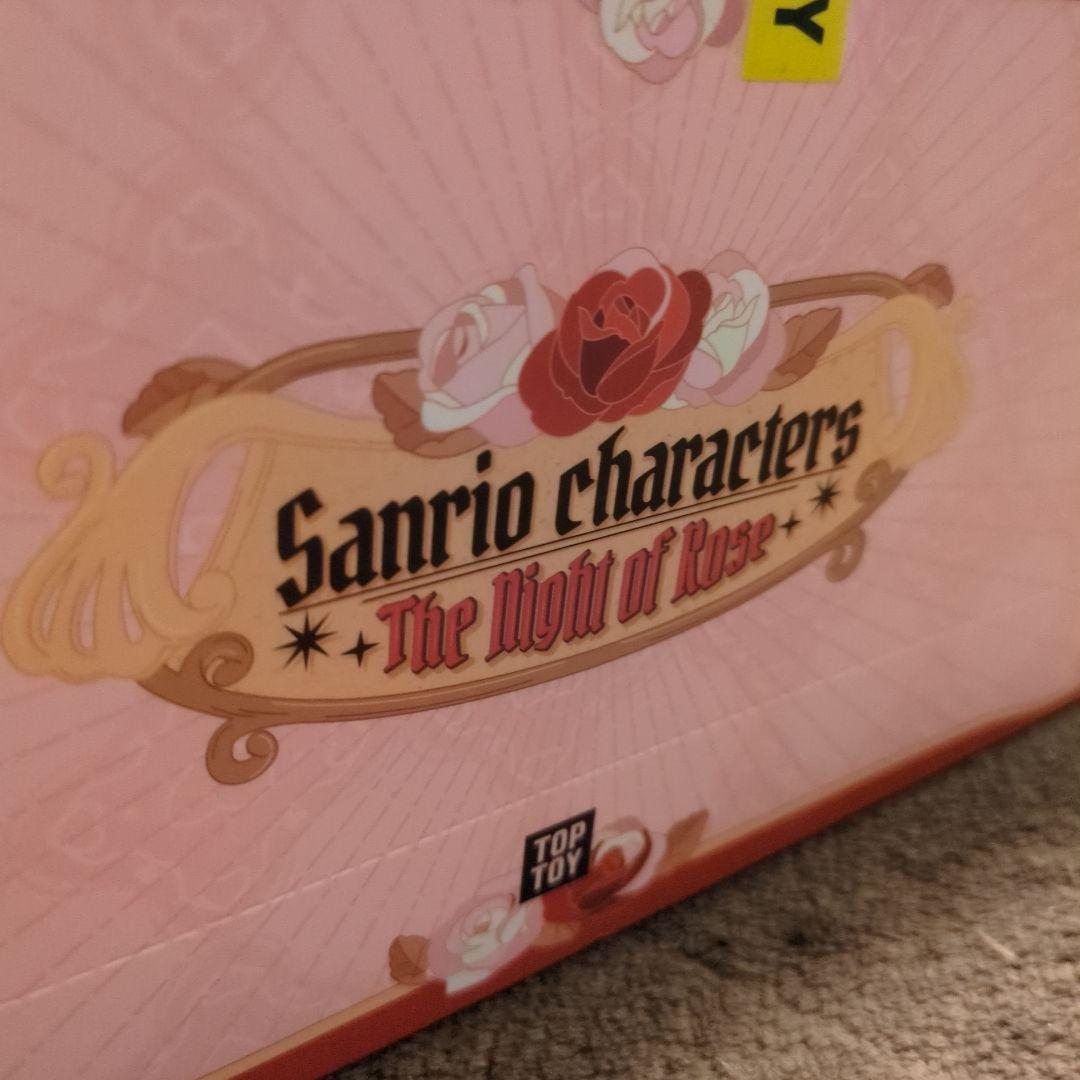 Y
Sanrio characters
The Night of Rose
TOP
TOY